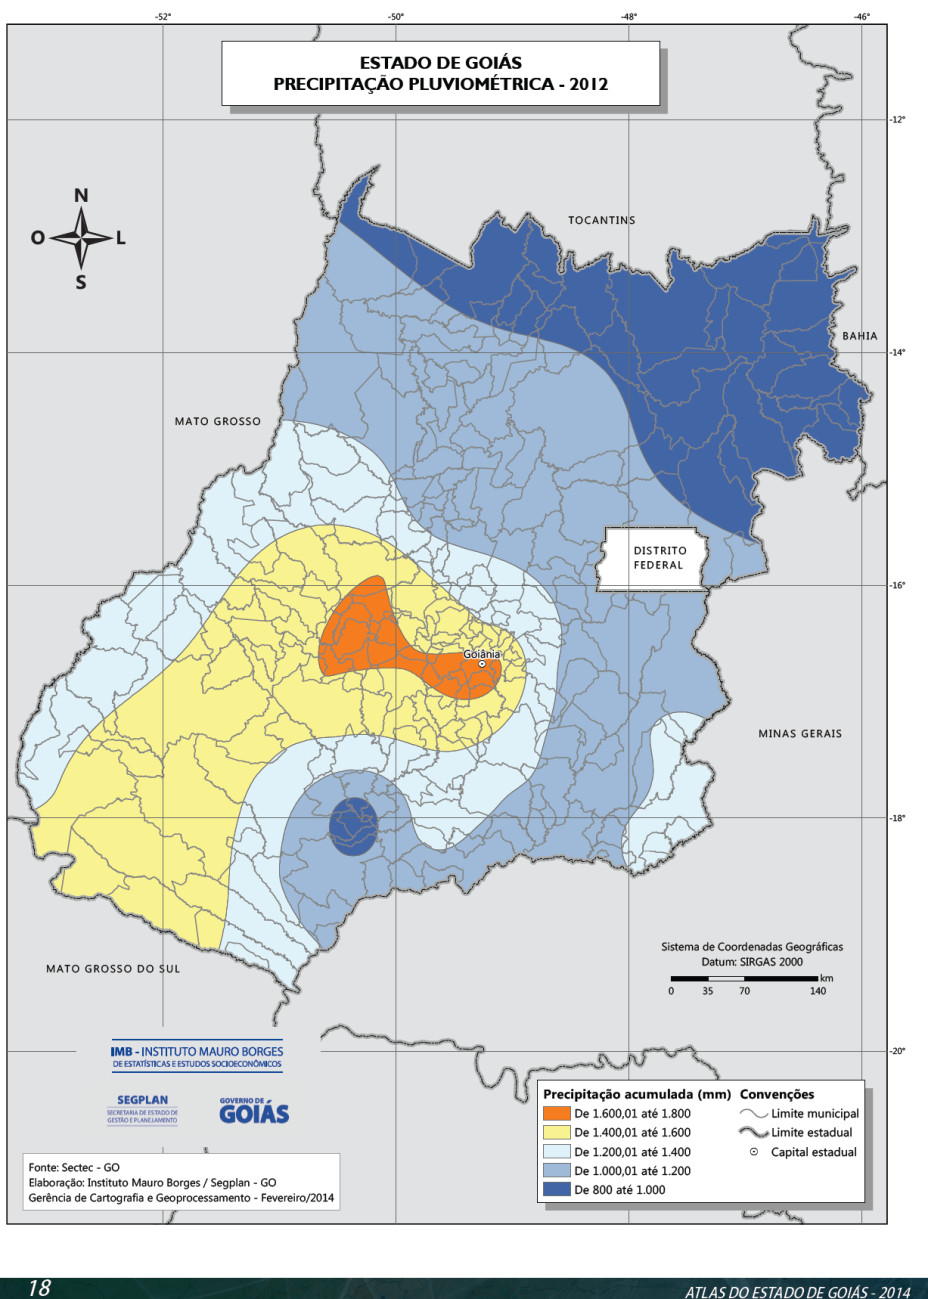 -52°
-50°
-48°
-46°
ESTADO DE GOIÁS
PRECIPITAÇÃO PLUVIOMÉTRICA - 2012
-12°
N
O
L
S
TOCANTINS
BAHIA
-14°
MATO GROSSO
DISTRITO
FEDERAL
-16°
Goiânia
MINAS GERAIS
-18°
MATO GROSSO DO SUL
Sistema de Coordenadas Geográficas
Datum: SIRGAS 2000
km
0 35 70 140
-20°
IMB - INSTITUTO MAURO BORGES
DE ESTATÍSTICAS E ESTUDOS SOCIOECONÔMICOS
SEGPLAN
SECRETARIA DE ESTADO DE
GESTÃO E PLANEJAMENTO
GOVERNO DE
GOIÁS
Precipitação acumulada (mm)
De 1.600,01 até 1.800
De 1.400,01 até 1.600
De 1.200,01 até 1.400
De 1.000,01 até 1.200
De 800 até 1.000
Convenções
Limite municipal
Limite estadual
Capital estadual
Fonte: Sectec - GO
Elaboração: Instituto Mauro Borges / Segplan - GO
Gerência de Cartografia e Geoprocessamento - Fevereiro/2014
18
ATLAS DO ESTADO DE GOIÁS - 2014